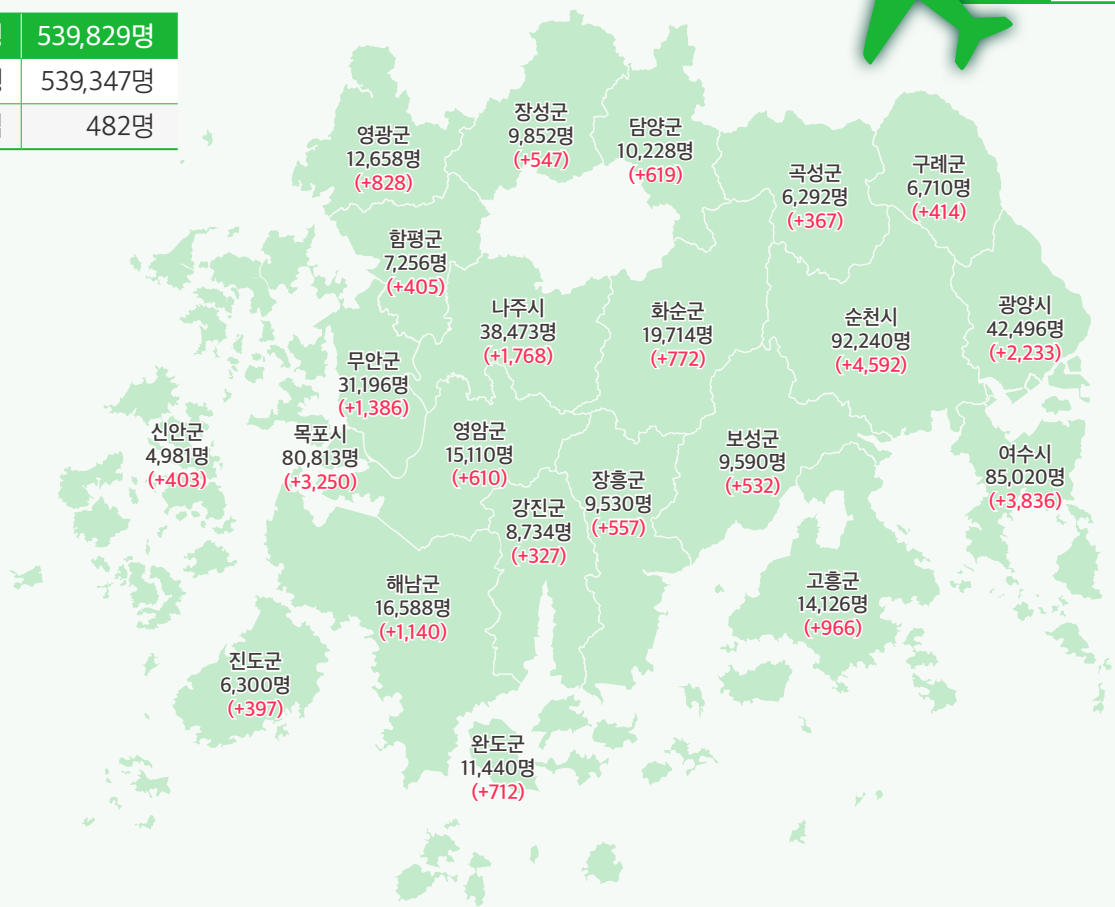 539,829명
539,347명
482명
장성군
9,852명
(+547)
담양군
10,228명
(+619)
영광군
12,658명
(+828)
곡성군
6,292명
(+367)
구례군
6,710명
(+414)
함평군
7,256명
(+405)
나주시
38,473명
(+1,768)
화순군
19,714명
(+772)
순천시
92,240명
(+4,592)
광양시
42,496명
(+2,233)
무안군
31,196명
(+1,386)
신안군
4,981명
(+403)
목포시
80,813명
(+3,250)
영암군
15,110명
(+610)
보성군
9,590명
(+532)
여수시
85,020명
(+3,836)
장흥군
9,530명
(+557)
강진군
8,734명
(+327)
해남군
16,588명
(+1,140)
고흥군
14,126명
(+966)
진도군
6,300명
(+397)
완도군
11,440명
(+712)